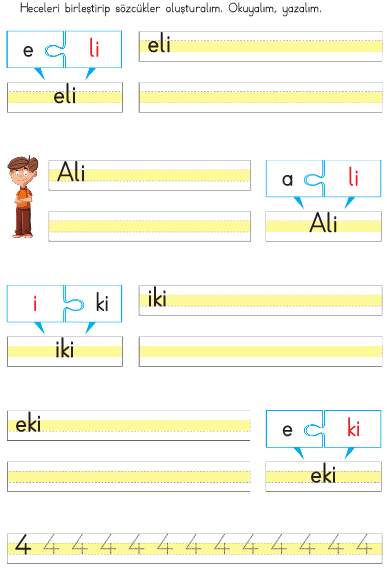 Heceleri birleştirip sözcükler oluşturalım. Okuyalım, yazalım.
e li eli
eli
Ali a li
Ali
i ki iki
iki
eki e ki
eki
4 4 4 4 4 4 4 4 4 4 4 4 4